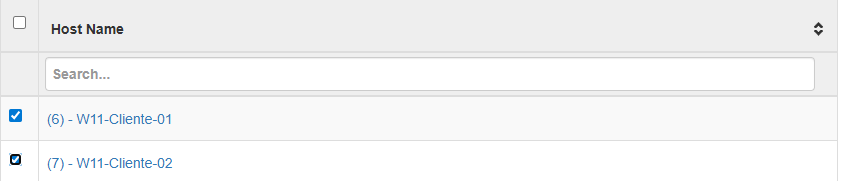 Host Name
Search...
(6) - W11-Cliente-01
(7) - W11-Cliente-02